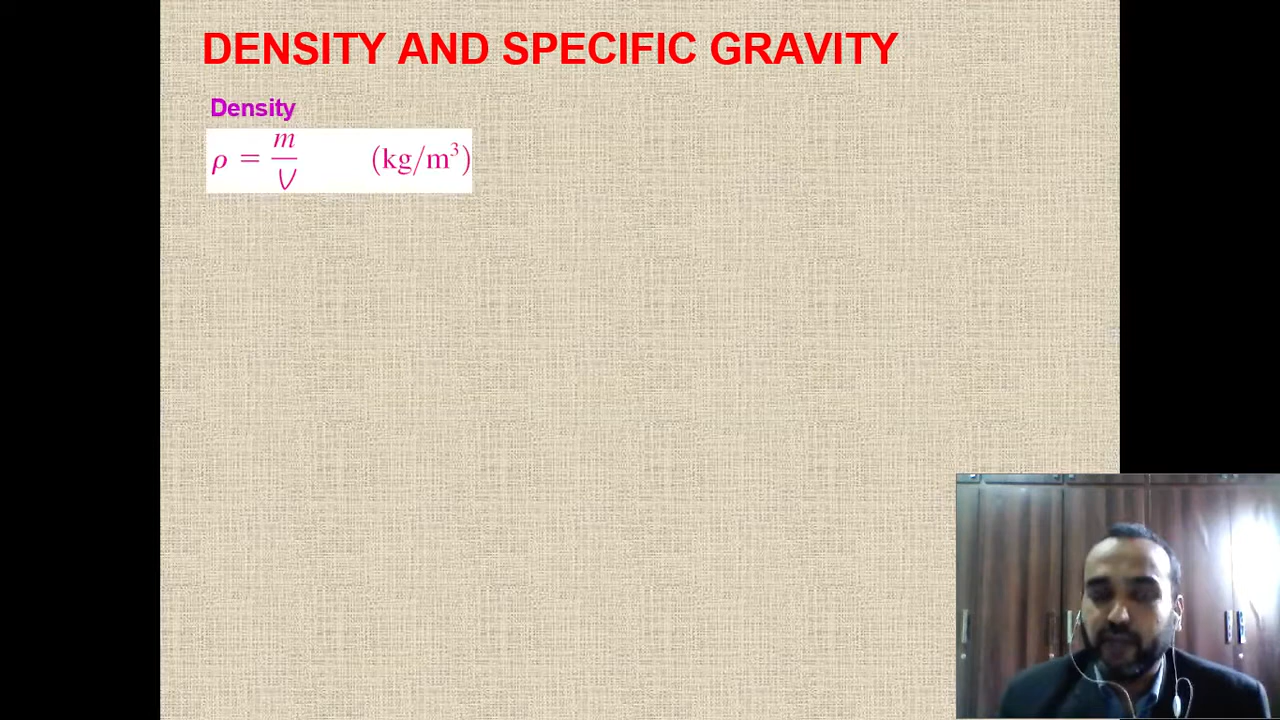 DENSITY AND SPECIFIC GRAVITY
Density
ρ = m/V (kg/m³)